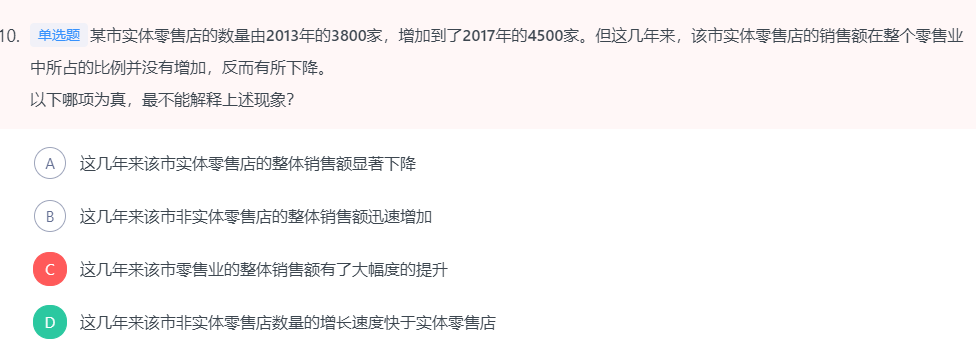 10. 单选题 某市实体零售店的数量由2013年的3800家，增加到了2017年的4500家。但这几年来，该市实体零售店的销售额在整个零售业
中所占的比例并没有增加，反而有所下降。
以下哪项为真，最不能解释上述现象？
A 这几年来该市实体零售店的整体销售额显著下降
B 这几年来该市非实体零售店的整体销售额迅速增加
C 这几年来该市零售业的整体销售额有了大幅度的提升
D 这几年来该市非实体零售店数量的增长速度快于实体零售店